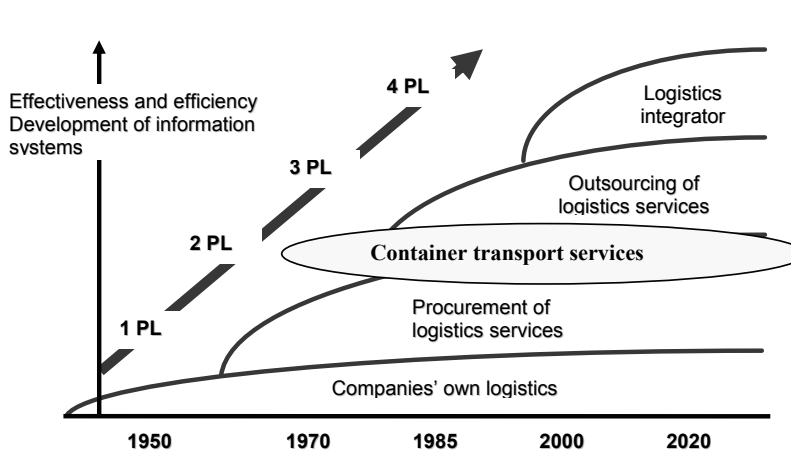 4 PL
Logistics
integrator
Effectiveness and efficiency
Development of information
systems
3 PL
Outsourcing of
logistics services
2 PL
Container transport services
1 PL
Procurement of
logistics services
Companies’ own logistics
1950 1970 1985 2000 2020